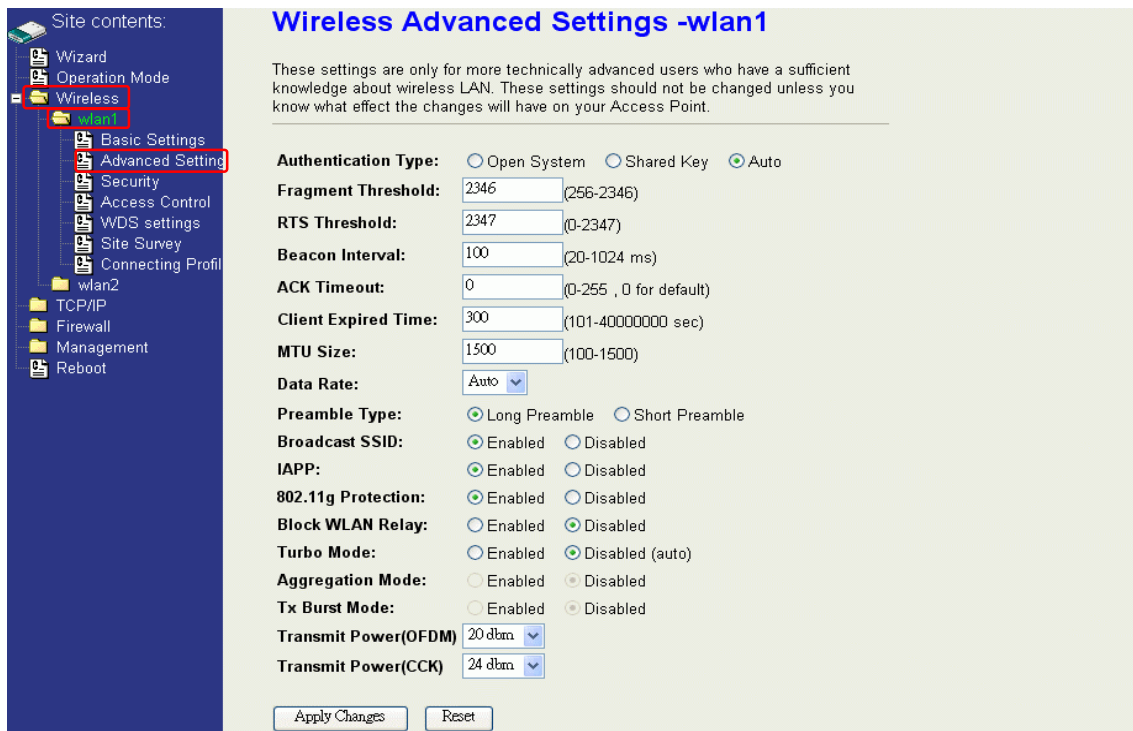 Site contents:
Wizard
Operation Mode
Wireless
wlan1
Basic Settings
Advanced Setting
Security
Access Control
WDS settings
Site Survey
Connecting Profil
wlan2
TCP/IP
Firewall
Management
Reboot
Wireless Advanced Settings -wlan1
These settings are only for more technically advanced users who have a sufficient
knowledge about wireless LAN. These settings should not be changed unless you
know what effect the changes will have on your Access Point.
Authentication Type: Open System Shared Key Auto
Fragment Threshold: 2346 (256-2346)
RTS Threshold: 2347 (0-2347)
Beacon Interval: 100 (20-1024 ms)
ACK Timeout: 0 (0-255 , 0 for default)
Client Expired Time: 300 (101-40000000 sec)
MTU Size: 1500 (100-1500)
Data Rate: Auto
Preamble Type: Long Preamble Short Preamble
Broadcast SSID: Enabled Disabled
IAPP: Enabled Disabled
802.11g Protection: Enabled Disabled
Block WLAN Relay: Enabled Disabled
Turbo Mode: Enabled Disabled (auto)
Aggregation Mode: Enabled Disabled
Tx Burst Mode: Enabled Disabled
Transmit Power(OFDM) 20 dbm
Transmit Power(CCK) 24 dbm
Apply Changes Reset